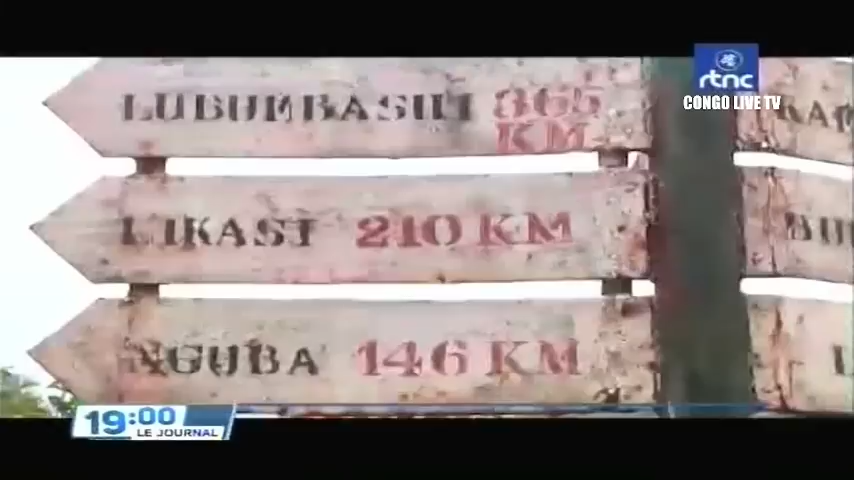 rtnc
CONGO LIVE TV
LUBUMBASHI 365
KM
LIKASI 210 KM
NGUBA 146 KM
19:00
LE JOURNAL